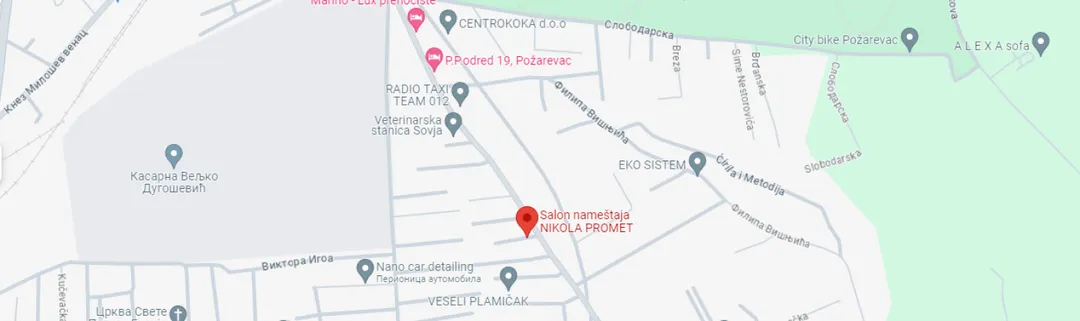 Marino - Lux prenoćište
CENTROKOKA d.o.o
Слободарска
City bike Požarevac
ALEXA sofa
Кнез Милошев венац
P.P.odred 19, Požarevac
Breza
Sime Nestorovića
Brđanska
Слободарска
RADIO TAXI
TEAM 012
Филипа Вишњића
Veterinarska
stanica Sovja
Касарна Вељко
Дугошевић
EKO SISTEM
Ćirila i Metodija
Slobodarska
Филипа Вишњића
Salon nameštaja
NIKOLA PROMET
Виктора Игоа
Nano car detailing
Перионица аутомобила
Kučevačka
VESELI PLAMIČAK
Црква Свете